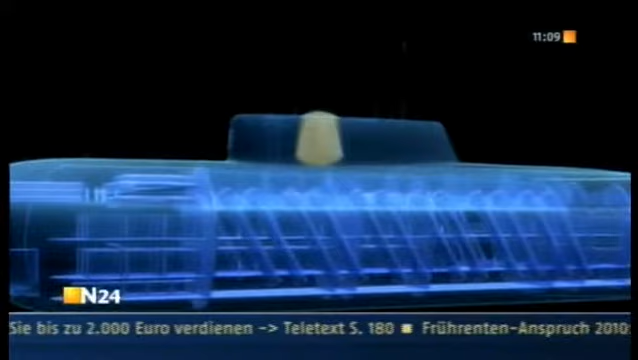 11:09
N24
Sie bis zu 2.000 Euro verdienen -> Teletext S. 180 ■ Frührenten-Anspruch 2010: